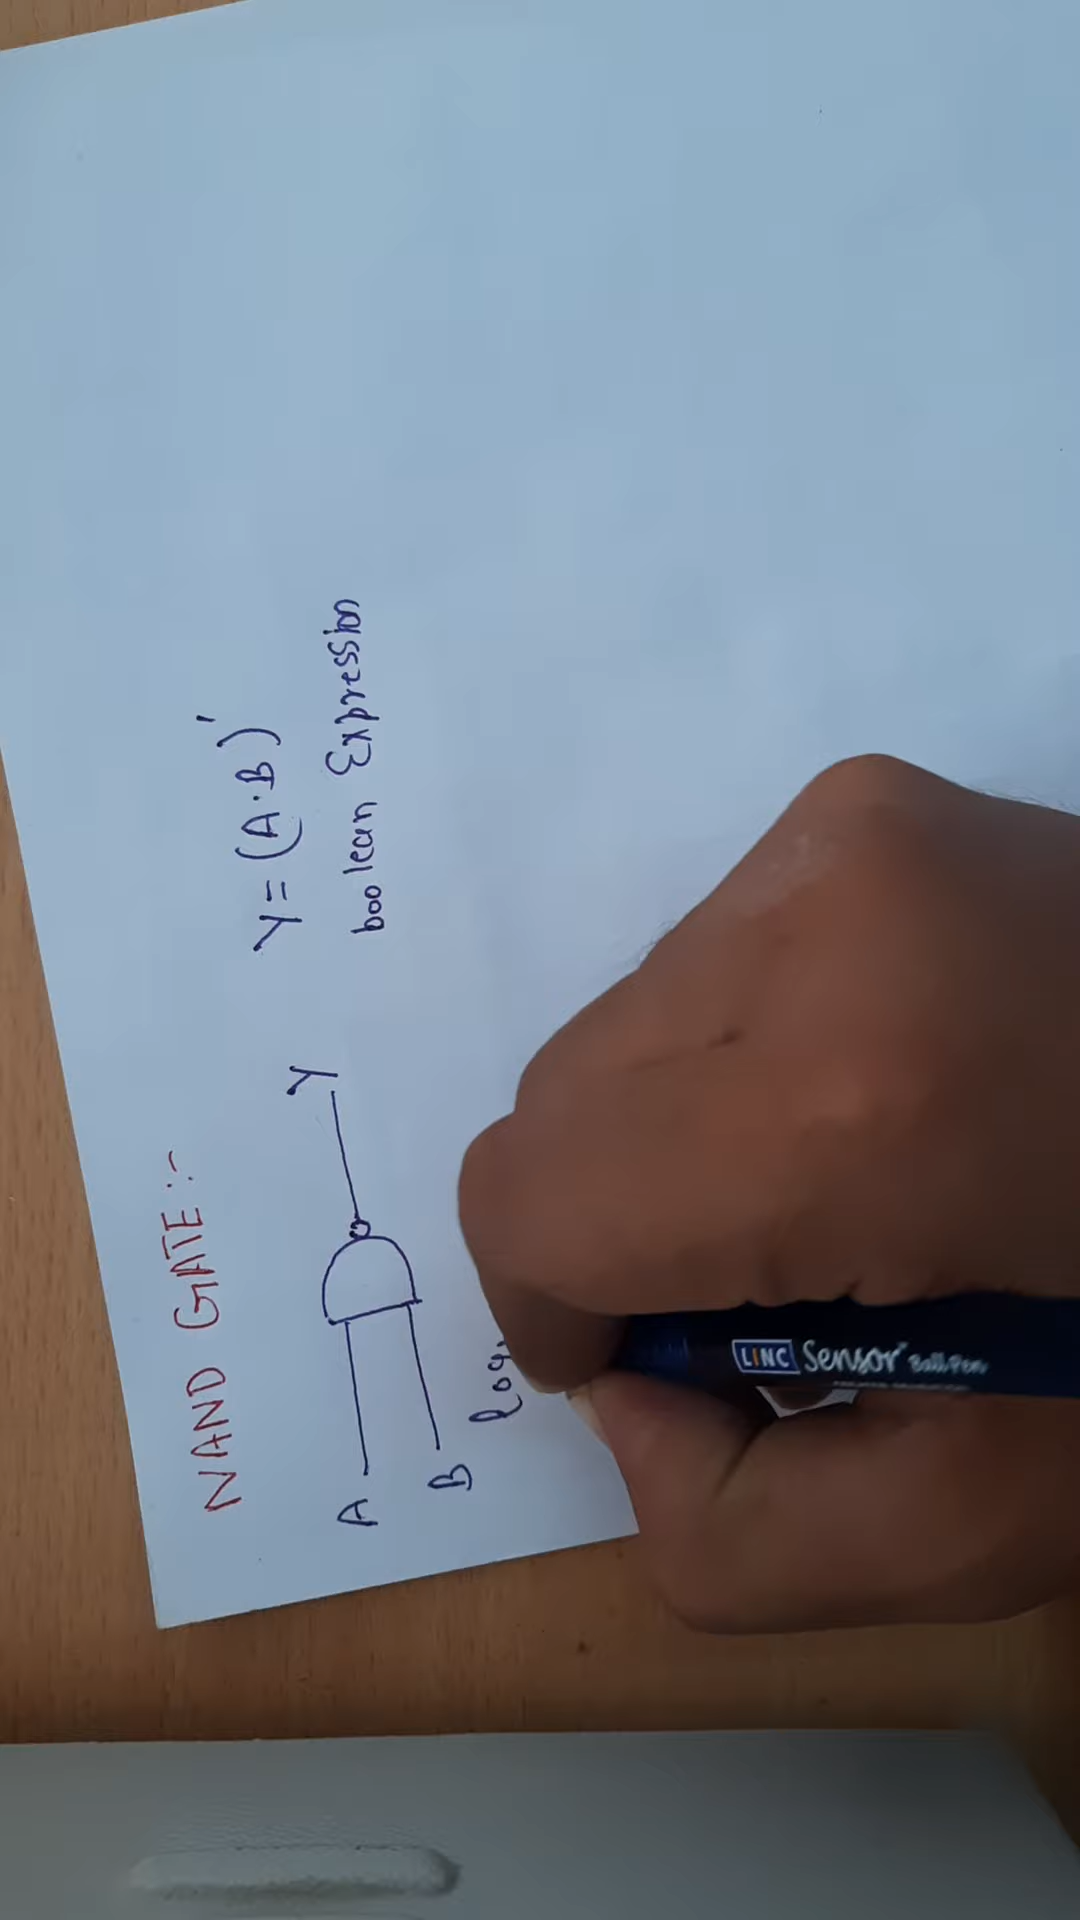 NAND GATE :-
A
B
Y
Y = (A·B)'
boolean Expression
LINC Sensor Ball Pen